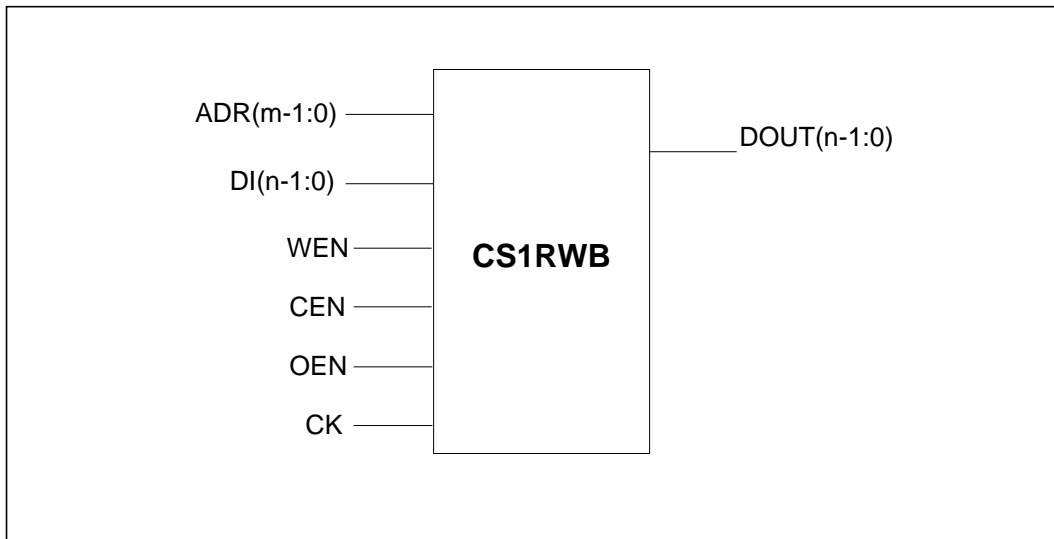 ADR(m-1:0)
DI(n-1:0)
WEN
CEN
OEN
CK
CS1RWB
DOUT(n-1:0)